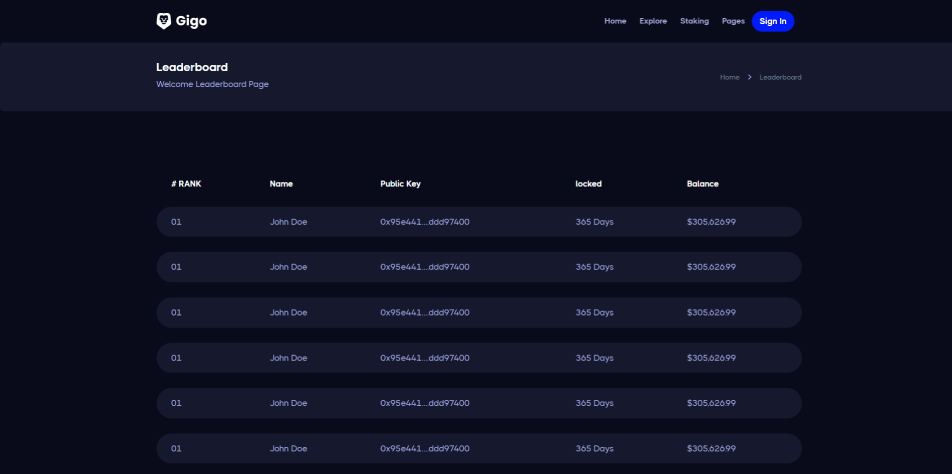 Gigo
Home Explore Staking Pages Sign In
Leaderboard
Welcome Leaderboard Page
Home > Leaderboard
# RANK Name Public Key locked Balance
01 John Doe 0x95e441....ddd97400 365 Days $305,626.99
01 John Doe 0x95e441....ddd97400 365 Days $305,626.99
01 John Doe 0x95e441....ddd97400 365 Days $305,626.99
01 John Doe 0x95e441....ddd97400 365 Days $305,626.99
01 John Doe 0x95e441....ddd97400 365 Days $305,626.99
01 John Doe 0x95e441....ddd97400 365 Days $305,626.99